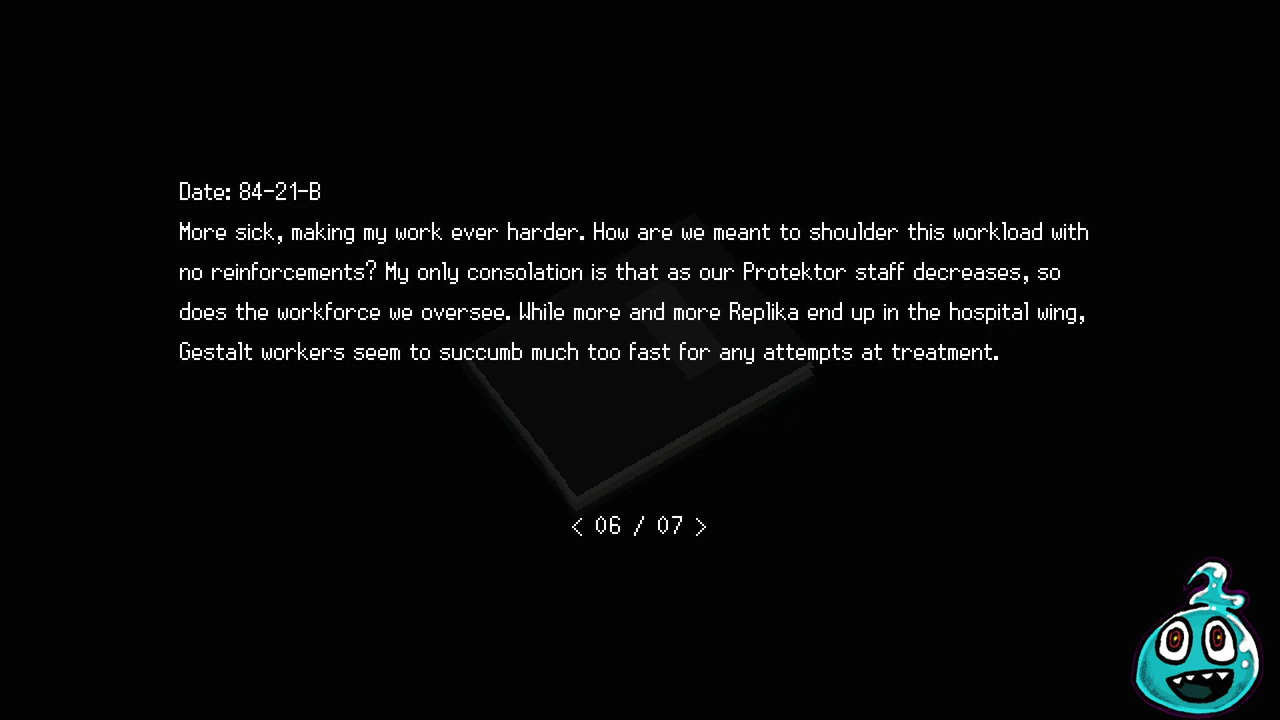 Date: 84-21-B
More sick, making my work ever harder. How are we meant to shoulder this workload with
no reinforcements? My only consolation is that as our Protektor staff decreases, so
does the workforce we oversee. While more and more Replika end up in the hospital wing,
Gestalt workers seem to succumb much too fast for any attempts at treatment.
< 06 / 07 >